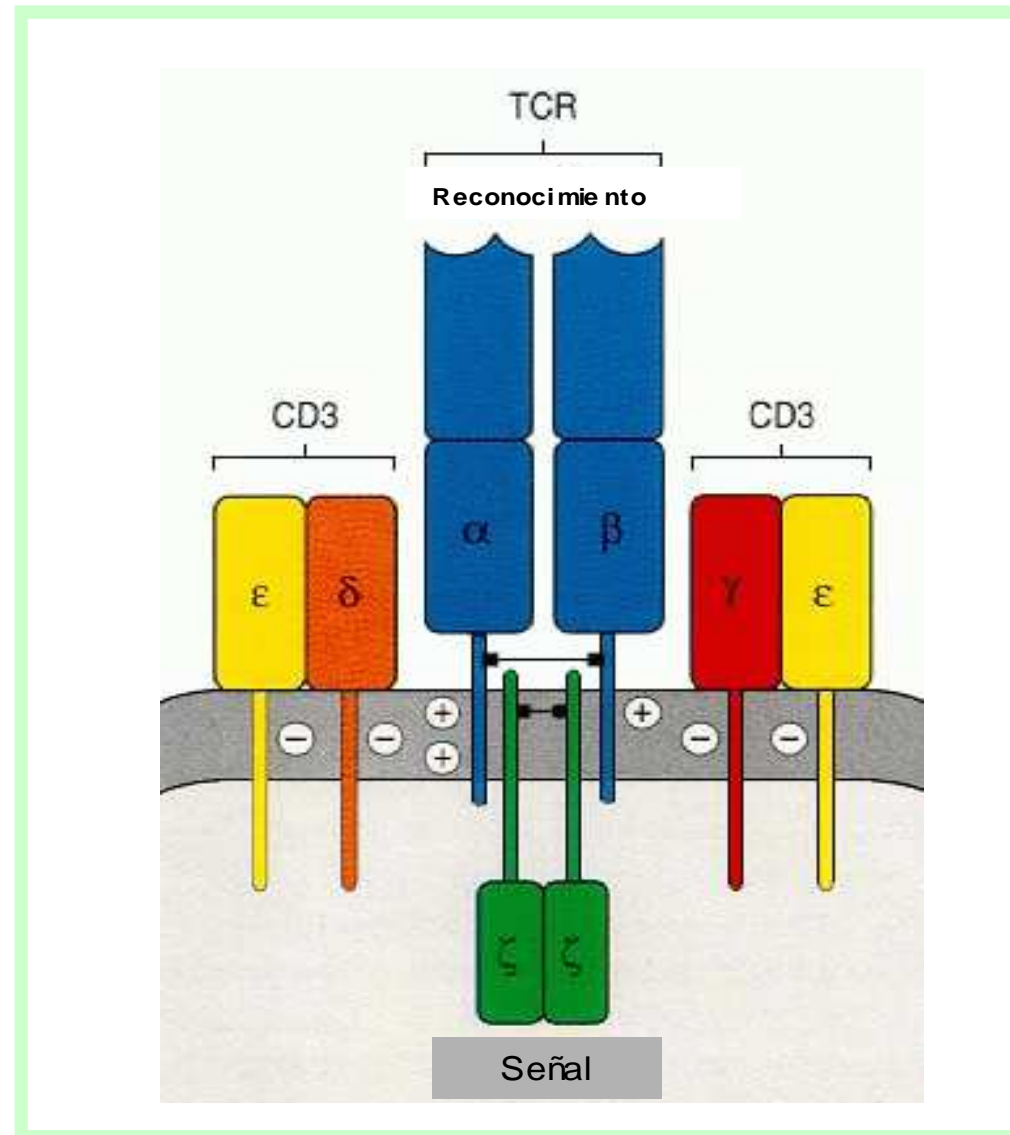 TCR
Reconocimiento
CD3
CD3
α
β
ε
δ
γ
ε
+
+
+
−
−
−
−
ζ
ζ
Señal